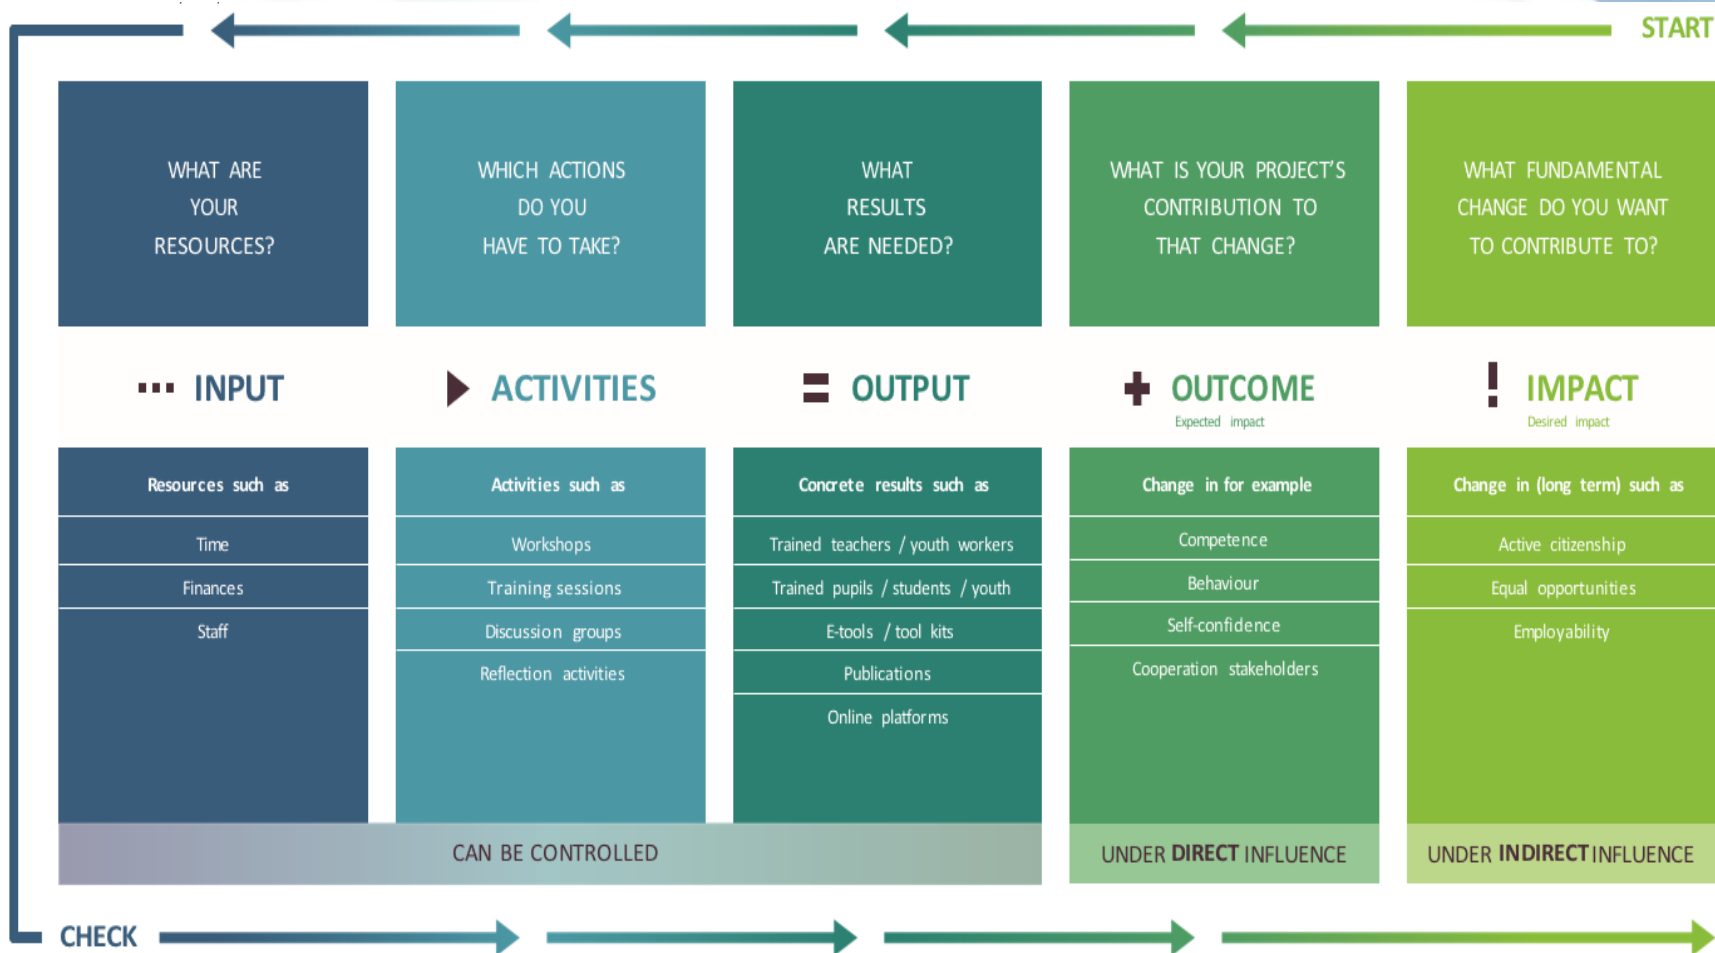 START
WHAT ARE
YOUR
RESOURCES?
WHICH ACTIONS
DO YOU
HAVE TO TAKE?
WHAT
RESULTS
ARE NEEDED?
WHAT IS YOUR PROJECT'S
CONTRIBUTION TO
THAT CHANGE?
WHAT FUNDAMENTAL
CHANGE DO YOU WANT
TO CONTRIBUTE TO?
... INPUT
ACTIVITIES
= OUTPUT
+ OUTCOME
Expected impact
! IMPACT
Desired impact
Resources such as
Time
Finances
Staff
Activities such as
Workshops
Training sessions
Discussion groups
Reflection activities
Concrete results such as
Trained teachers / youth workers
Trained pupils / students / youth
E-tools / tool kits
Publications
Online platforms
Change in for example
Competence
Behaviour
Self-confidence
Cooperation stakeholders
Change in (long term) such as
Active citizenship
Equal opportunities
Employability
CAN BE CONTROLLED
UNDER DIRECT INFLUENCE
UNDER INDIRECT INFLUENCE
CHECK